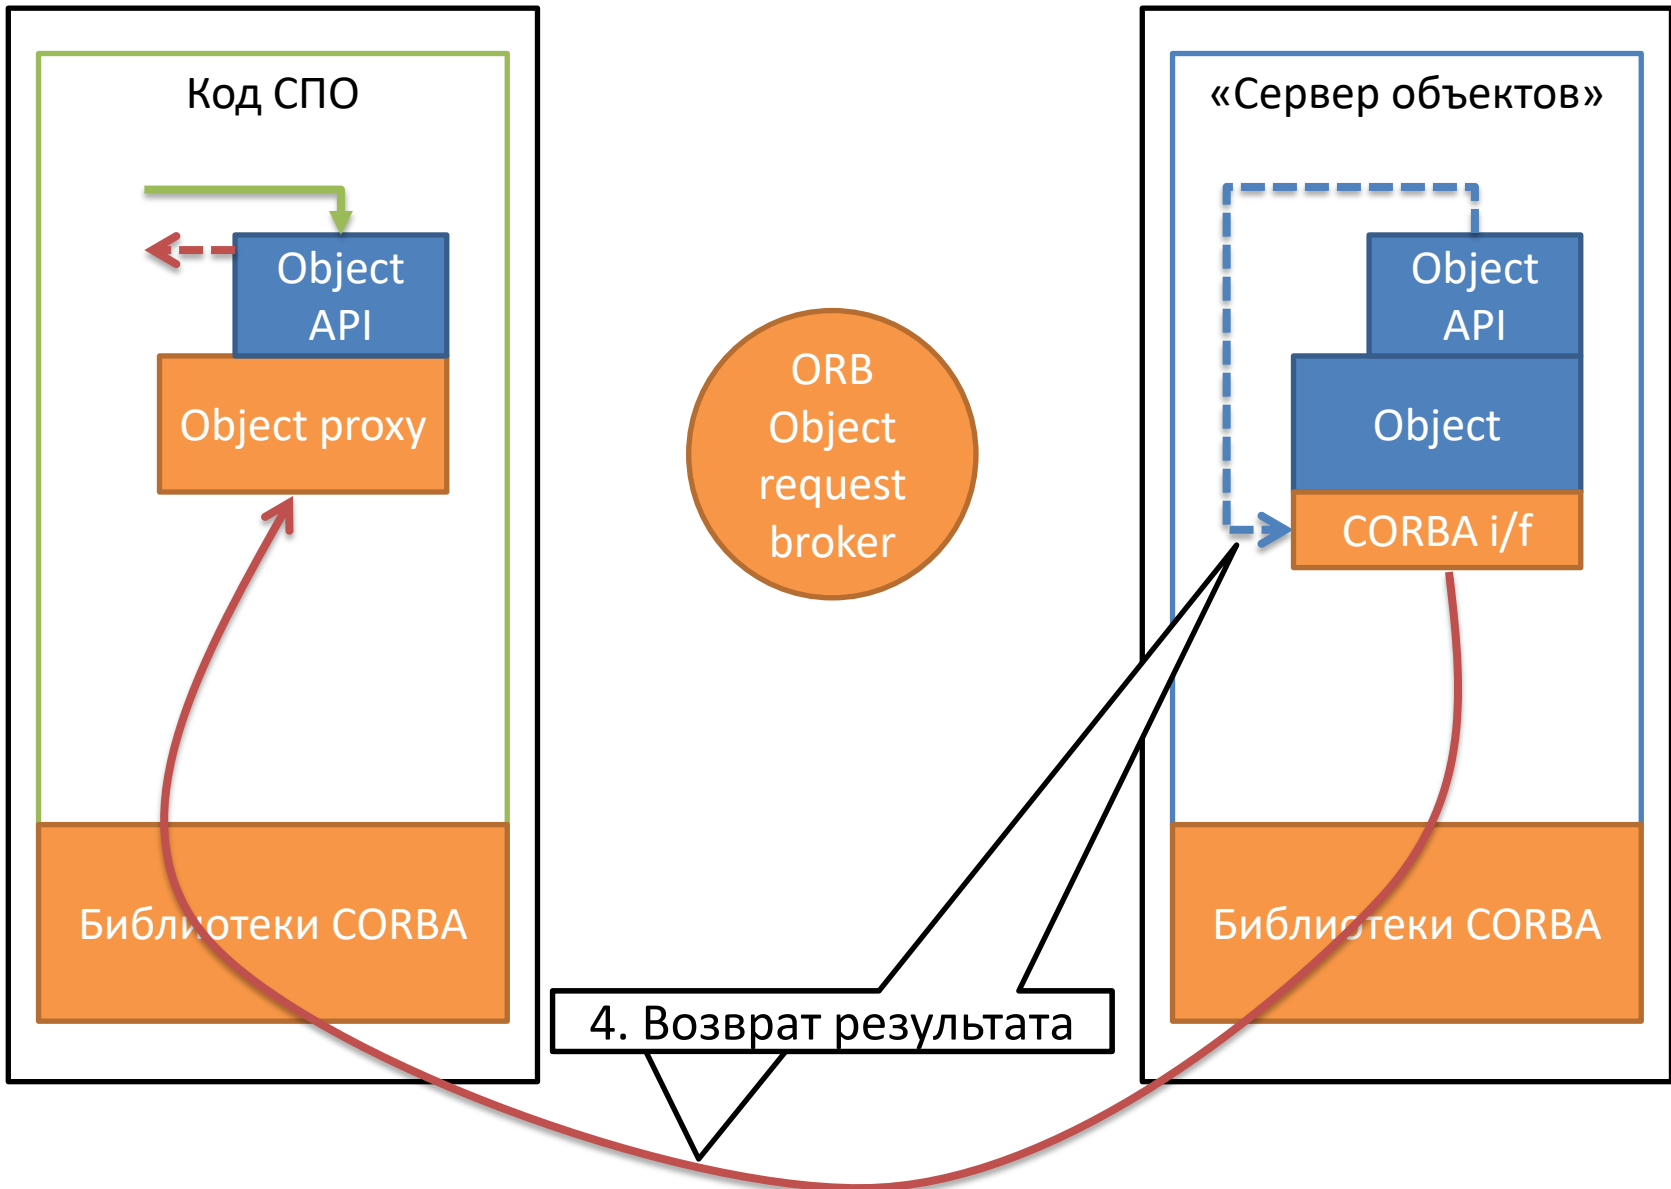 Код СПО
Object
API
Object proxy
Библиотеки CORBA
ORB
Object
request
broker
4. Возврат результата
«Сервер объектов»
Object
API
Object
CORBA i/f
Библиотеки CORBA